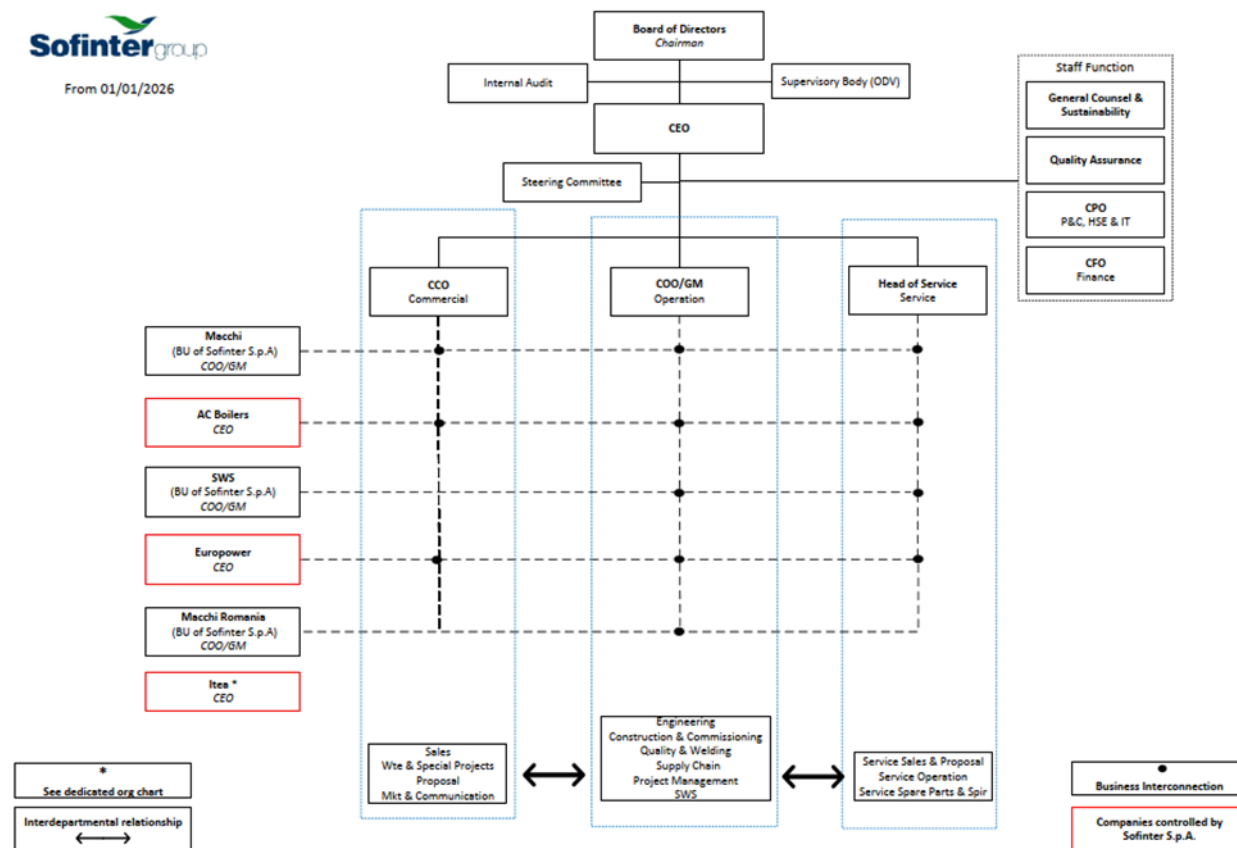 Sofinter group
From 01/01/2026
Board of Directors
Chairman
Internal Audit
Supervisory Body (ODV)
CEO
Steering Committee
Staff Function
General Counsel &
Sustainability
Quality Assurance
CPO
P&C, HSE & IT
CFO
Finance
CCO
Commercial
COO/GM
Operation
Head of Service
Service
Macchi
(BU of Sofinter S.p.A)
COO/GM
AC Boilers
CEO
SWS
(BU of Sofinter S.p.A)
COO/GM
Europower
CEO
Macchi Romania
(BU of Sofinter S.p.A)
COO/GM
Itea *
CEO
Sales
Wte & Special Projects
Proposal
Mkt & Communication
Engineering
Construction & Commissioning
Quality & Welding
Supply Chain
Project Management
SWS
Service Sales & Proposal
Service Operation
Service Spare Parts & Spir
*
See dedicated org chart
Interdepartmental relationship
Business Interconnection
Companies controlled by
Sofinter S.p.A.